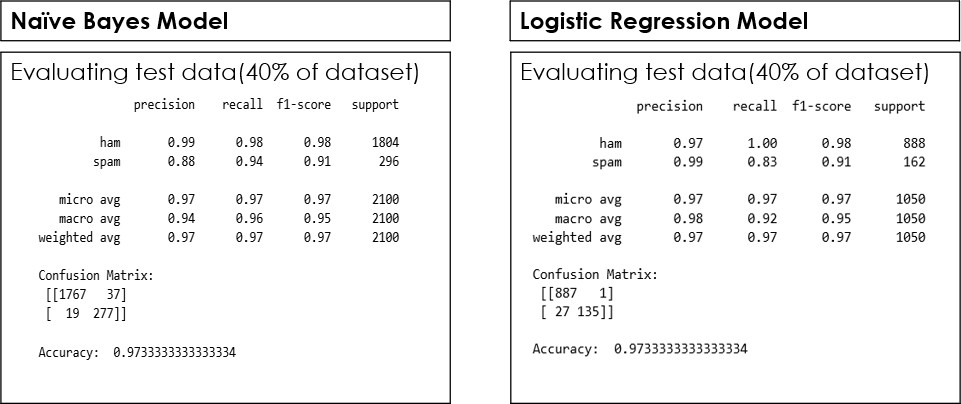 Naïve Bayes Model
Evaluating test data(40% of dataset)
precision recall f1-score support
ham 0.99 0.98 0.98 1804
spam 0.88 0.94 0.91 296
micro avg 0.97 0.97 0.97 2100
macro avg 0.94 0.96 0.95 2100
weighted avg 0.97 0.97 0.97 2100
Confusion Matrix:
[[1767 37]
[ 19 277]]
Accuracy: 0.9733333333333334
Logistic Regression Model
Evaluating test data(40% of dataset)
precision recall f1-score support
ham 0.97 1.00 0.98 888
spam 0.99 0.83 0.91 162
micro avg 0.97 0.97 0.97 1050
macro avg 0.98 0.92 0.95 1050
weighted avg 0.97 0.97 0.97 1050
Confusion Matrix:
[[887 1]
[ 27 135]]
Accuracy: 0.9733333333333334